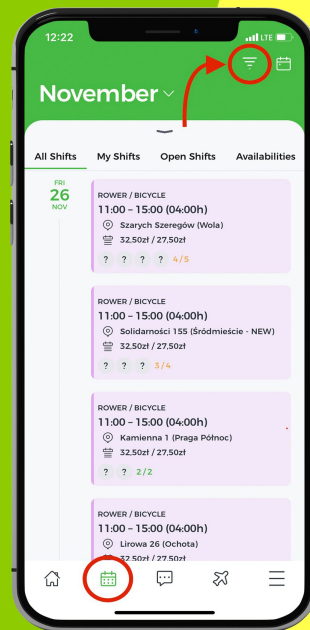 12:22
LTE
November
All Shifts My Shifts Open Shifts Availabilities
FRI
26
NOV
ROWER / BICYCLE
11:00 – 15:00 (04:00h)
Szarych Szeregów (Wola)
32,50zł / 27,50zł
? ? ? ? 4/5
ROWER / BICYCLE
11:00 – 15:00 (04:00h)
Solidarności 155 (Śródmieście - NEW)
32,50zł / 27,50zł
? ? ? 3/4
ROWER / BICYCLE
11:00 – 15:00 (04:00h)
Kamienna 1 (Praga Północ)
32,50zł / 27,50zł
? ? 2/2
ROWER / BICYCLE
11:00 – 15:00 (04:00h)
Lirowa 26 (Ochota)
32,50zł / 27,50zł